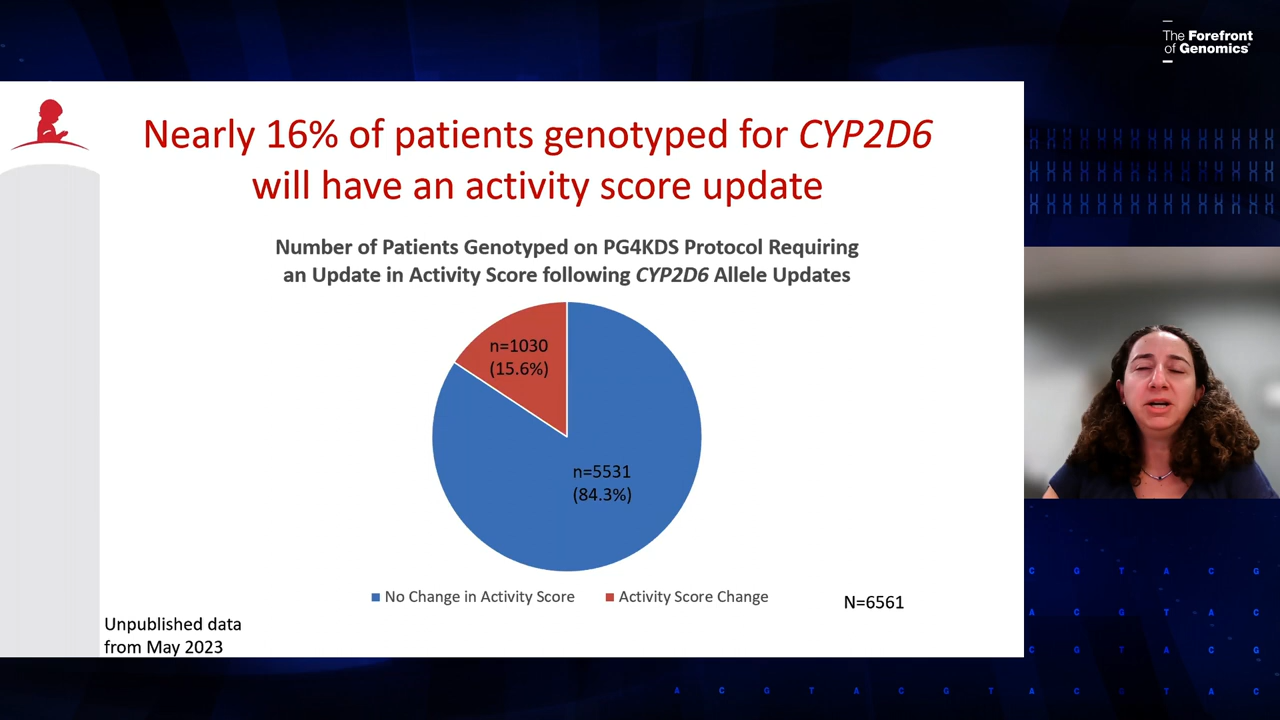 The Forefront
of Genomics®
Nearly 16% of patients genotyped for CYP2D6
will have an activity score update
Number of Patients Genotyped on PG4KDS Protocol Requiring
an Update in Activity Score following CYP2D6 Allele Updates
n=1030
(15.6%)
n=5531
(84.3%)
No Change in Activity Score
Activity Score Change
N=6561
Unpublished data
from May 2023
C G T A C G
A C G T A C G
C G T A C G
A C G T A C G T A C G T A C